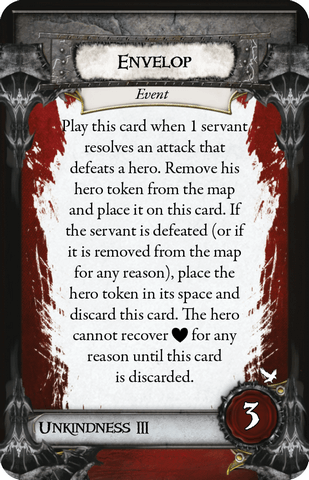 Envelop
Event
Play this card when 1 servant
resolves an attack that
defeats a hero. Remove his
hero token from the map
and place it on this card. If
the servant is defeated (or if
it is removed from the map
for any reason), place the
hero token in its space and
discard this card. The hero
cannot recover ♥ for any
reason until this card
is discarded.
3
Unkindness III